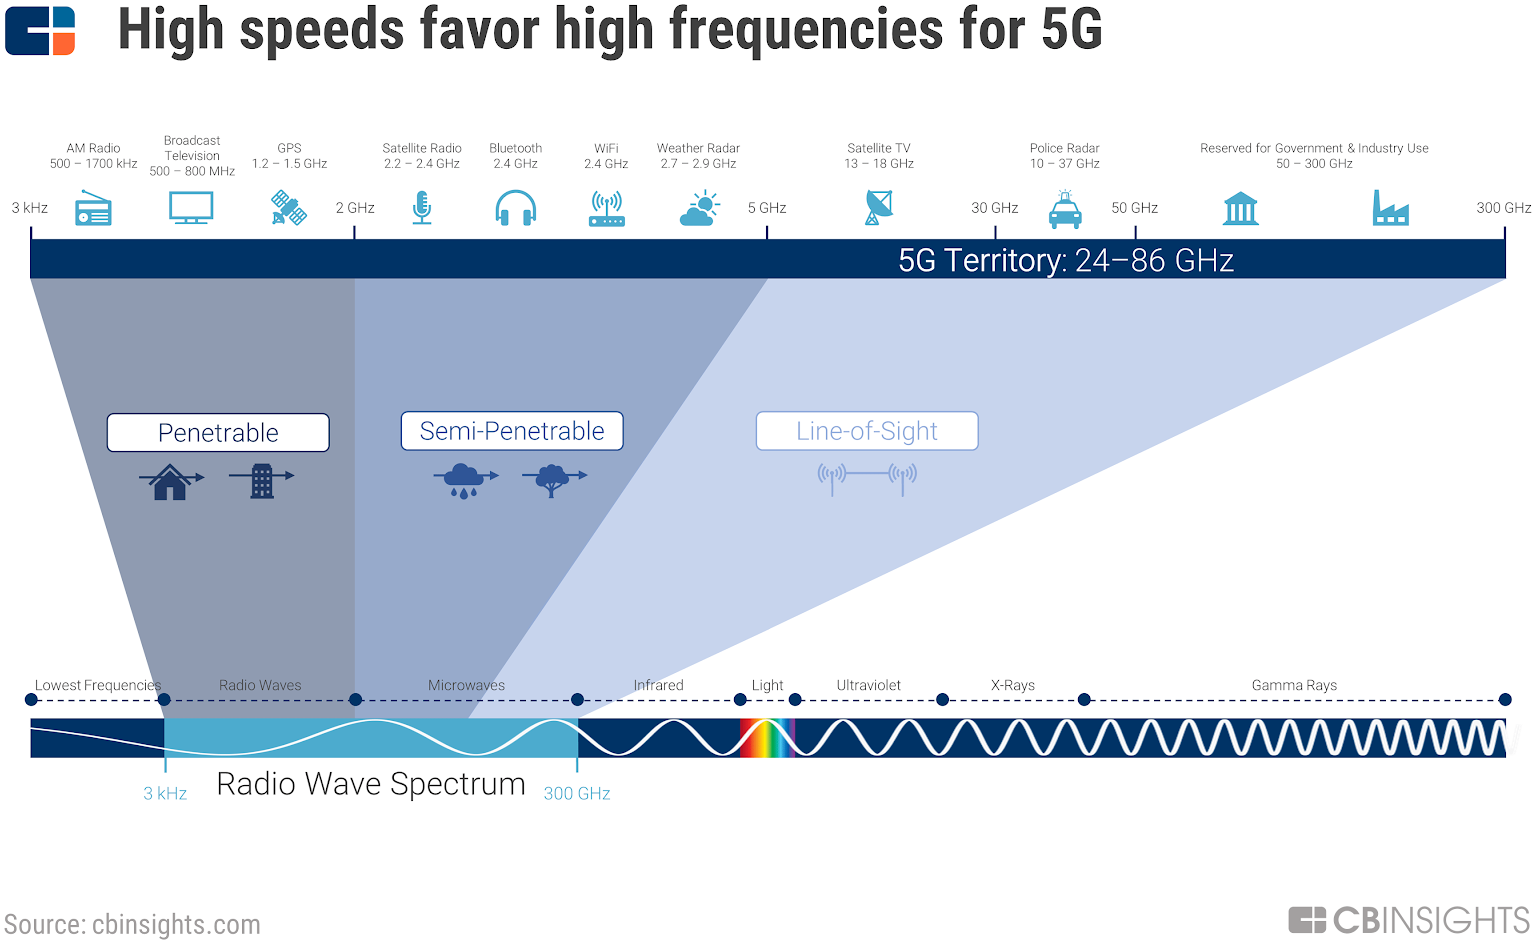 High speeds favor high frequencies for 5G
AM Radio
500 – 1700 kHz
Broadcast
Television
500 – 800 MHz
GPS
1.2 – 1.5 GHz
Satellite Radio
2.2 – 2.4 GHz
Bluetooth
2.4 GHz
WiFi
2.4 GHz
Weather Radar
2.7 – 2.9 GHz
Satellite TV
13 – 18 GHz
Police Radar
10 – 37 GHz
Reserved for Government & Industry Use
50 – 300 GHz
3 kHz
2 GHz
5 GHz
30 GHz
50 GHz
300 GHz
5G Territory: 24–86 GHz
Penetrable
Semi-Penetrable
Line-of-Sight
Lowest Frequencies
Radio Waves
Microwaves
Infrared
Light
Ultraviolet
X-Rays
Gamma Rays
3 kHz
Radio Wave Spectrum
300 GHz
Source: cbinsights.com
CBINSIGHTS